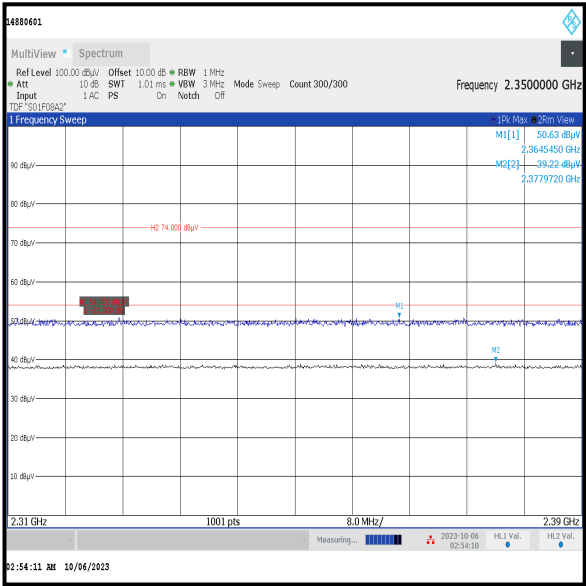 14880601
MultiView Spectrum
Ref Level 100.00 dBµV Offset 10.00 dB RBW 1 MHz
Att 10 dB SWT 1.01 ms VBW 3 MHz Mode Sweep Count 300/300 Frequency 2.3500000 GHz
Input 1 AC PS On Notch Off
TDF "S01F08A2"
1 Frequency Sweep 1Pk Max 2Rm View
M1[1] 50.63 dBµV
2.3645450 GHz
M2[2] 39.22 dBµV
2.3779720 GHz
90 dBµV
80 dBµV
H2 74.000 dBµV
70 dBµV
60 dBµV
M1
50 dBµV
M2
40 dBµV
30 dBµV
20 dBµV
10 dBµV
2.31 GHz 1001 pts 8.0 MHz/ 2.39 GHz
Measuring... 2023-10-06 HL1 Val. HL2 Val.
02:54:10
02:54:11 AM 10/06/2023